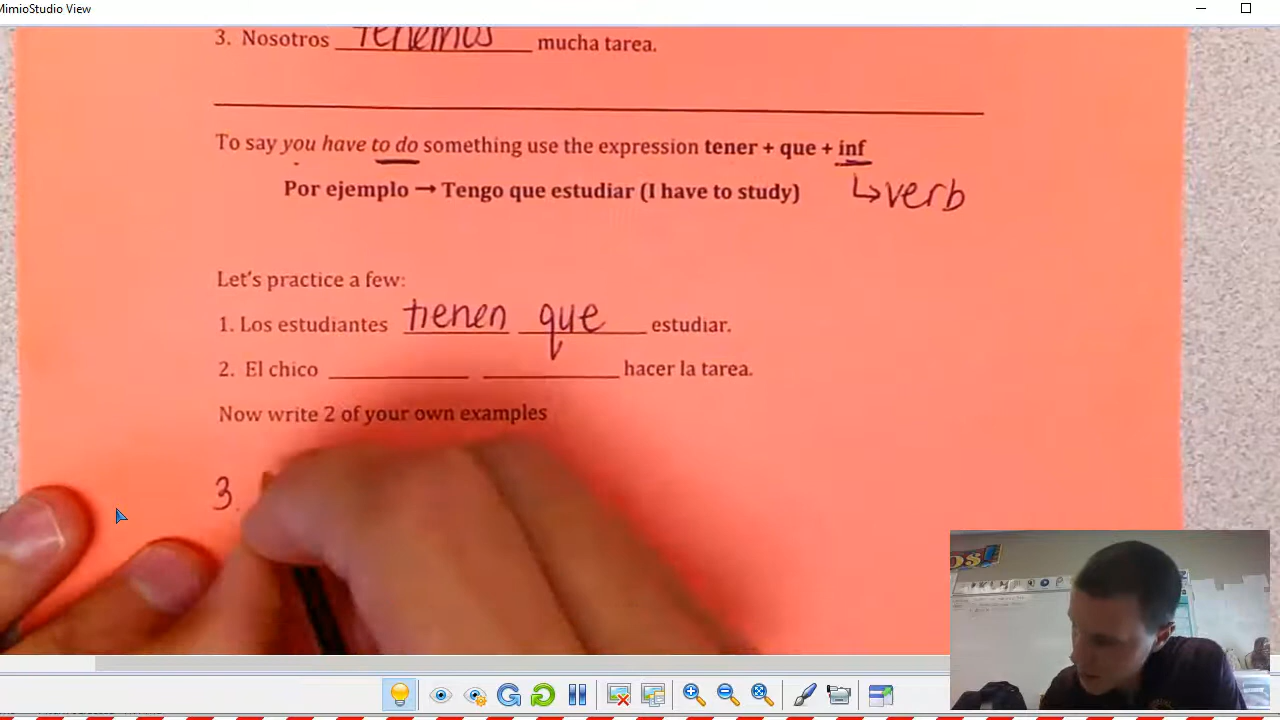 MimioStudio View
3. Nosotros tenemos mucha tarea.
To say you have to do something use the expression tener + que + inf
Por ejemplo → Tengo que estudiar (I have to study) ↳verb
Let's practice a few:
1. Los estudiantes tienen que estudiar.
2. El chico ________ ________ hacer la tarea.
Now write 2 of your own examples
3.